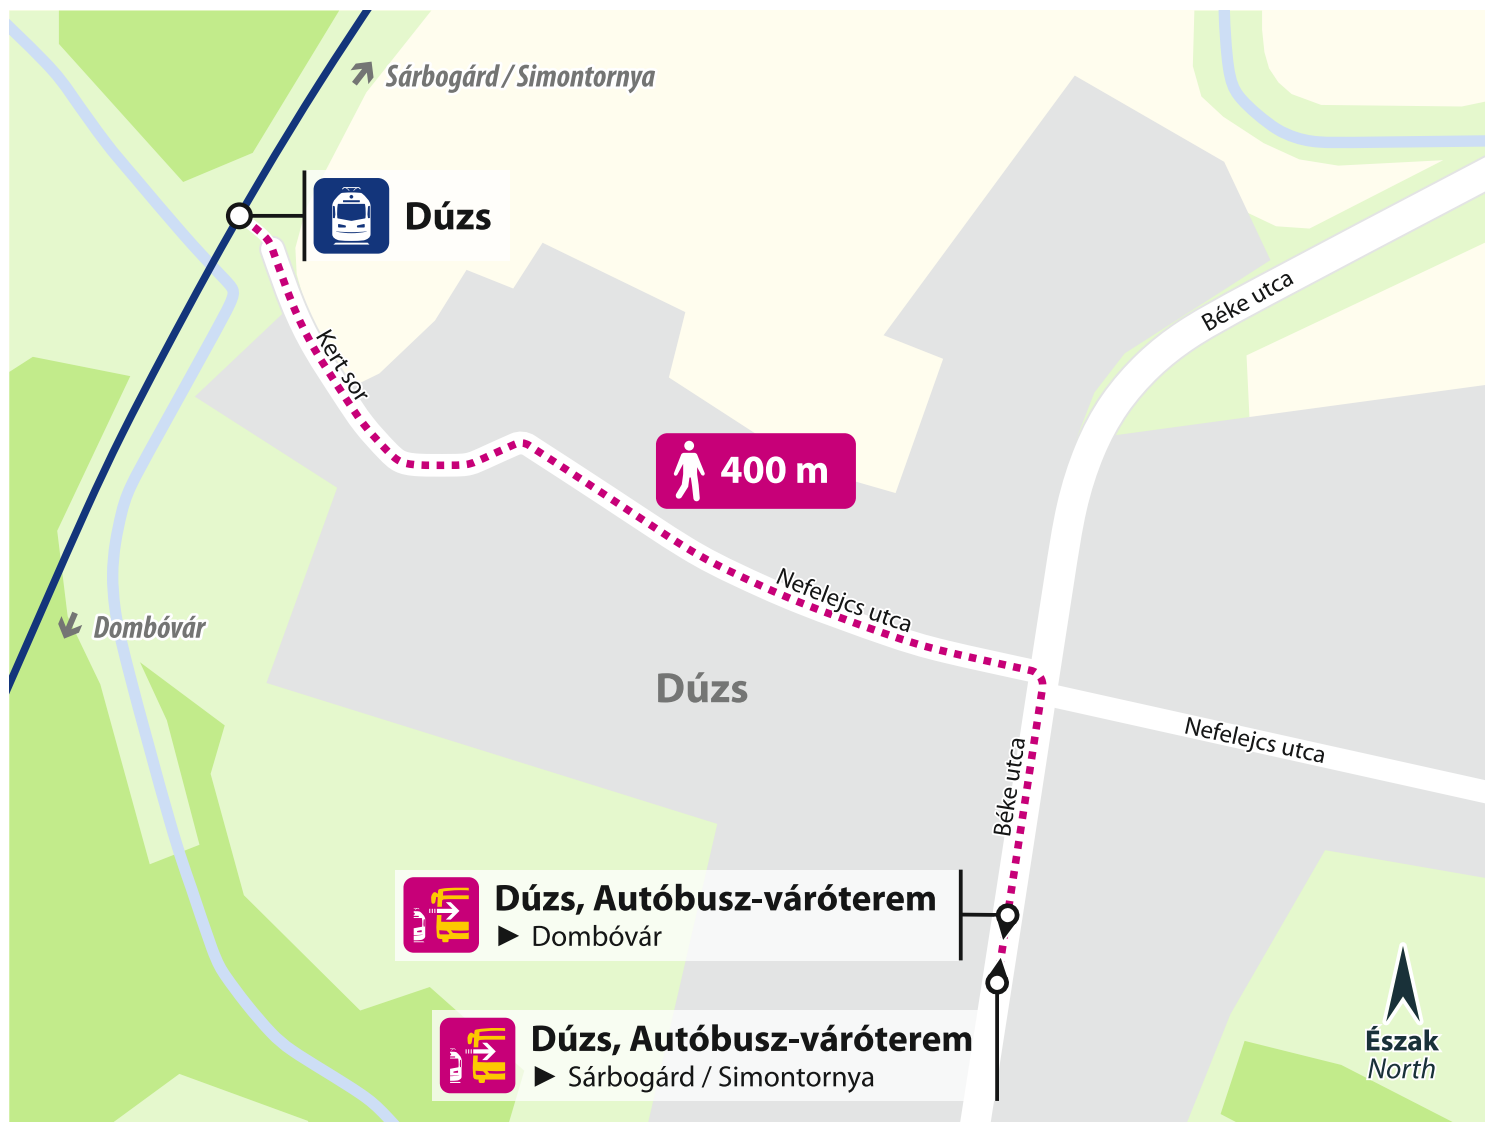 Sárbogárd / Simontornya
Dúzs
Béke utca
Kert sor
400 m
Nefelejcs utca
Dombóvár
Dúzs
Nefelejcs utca
Béke utca
Dúzs, Autóbusz-váróterem
► Dombóvár
Dúzs, Autóbusz-váróterem
► Sárbogárd / Simontornya
Észak
North